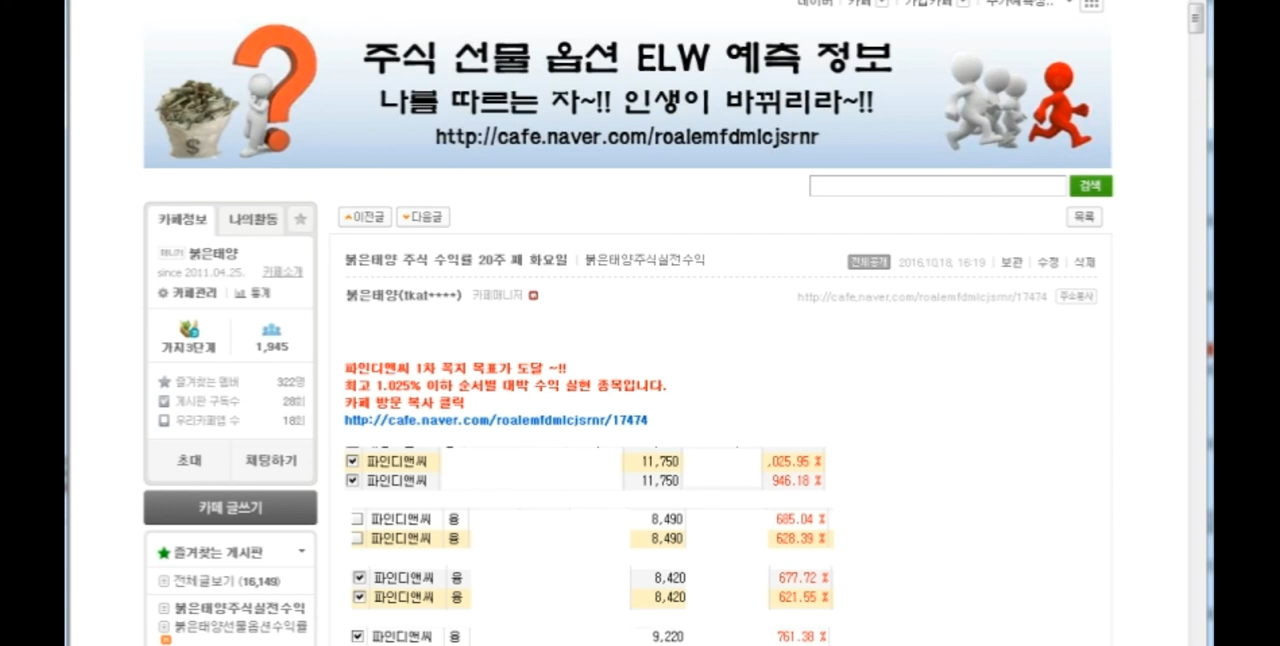 주식 선물 옵션 ELW 예측 정보
나를 따르는 자~!! 인생이 바뀌리라~!!
http://cafe.naver.com/roalemfdmlcjsrnr
검색
카페정보 나의활동
이전글 다음글 목록
매니저 붉은태양
since 2011.04.25. 카페소개
카페관리 통계
가지3단계 1,945
즐겨찾는 멤버 322명
게시판 구독수 28회
우리카페앱 수 18회
초대 채팅하기
카페 글쓰기
즐겨찾는 게시판
전체글보기 (16,149)
붉은태양주식실전수익
붉은태양선물옵션수익률
붉은태양 주식 수익률 20주 째 화요일 | 붉은태양주식실전수익
전체공개 2016.10.18. 16:19 | 보관 | 수정 | 삭제
붉은태양(tkat****) 카페매니저
http://cafe.naver.com/roalemfdmlcjsrnr/17474 주소복사
파인디앤씨 1차 꼭지 목표가 도달 ~!!
최고 1.025% 이하 순서별 대박 수익 실현 종목입니다.
카페 방문 복사 클릭
http://cafe.naver.com/roalemfdmlcjsrnr/17474
파인디앤씨 11,750 ,025.95 %
파인디앤씨 11,750 946.18 %
파인디앤씨 융 8,490 685.04 %
파인디앤씨 융 8,490 628.39 %
파인디앤씨 융 8,420 677.72 %
파인디앤씨 융 8,420 621.55 %
파인디앤씨 융 9,220 761.38 %